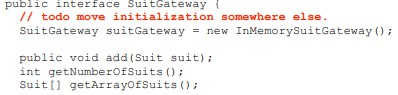 public interface SuitGateway {
// todo move initialization somewhere else.
SuitGateway suitGateway = new InMemorySuitGateway();
public void add(Suit suit);
int getNumberOfSuits();
Suit[] getArrayOfSuits();